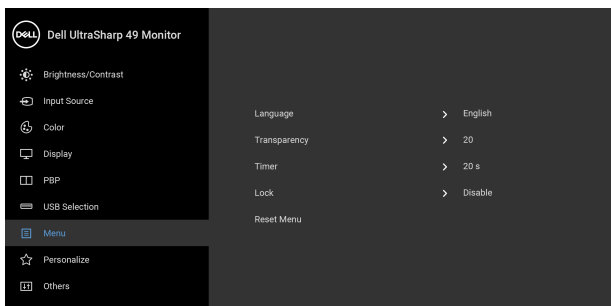 DELL Dell UltraSharp 49 Monitor
Brightness/Contrast
Input Source
Color
Display
PBP
USB Selection
Menu
Personalize
Others
Language > English
Transparency > 20
Timer > 20 s
Lock > Disable
Reset Menu